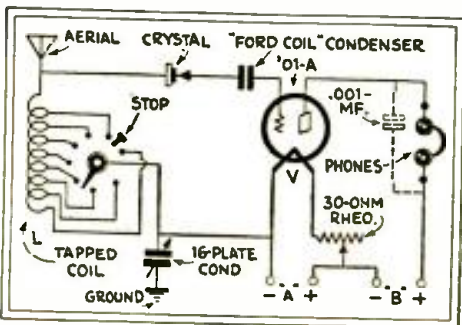 AERIAL
CRYSTAL
"FORD COIL" CONDENSER
'01-A
STOP
.001-
MF.
PHONES
V
30-OHM
RHEO.
L
TAPPED
COIL
16-PLATE
COND
GROUND
- "A" +
- "B" +